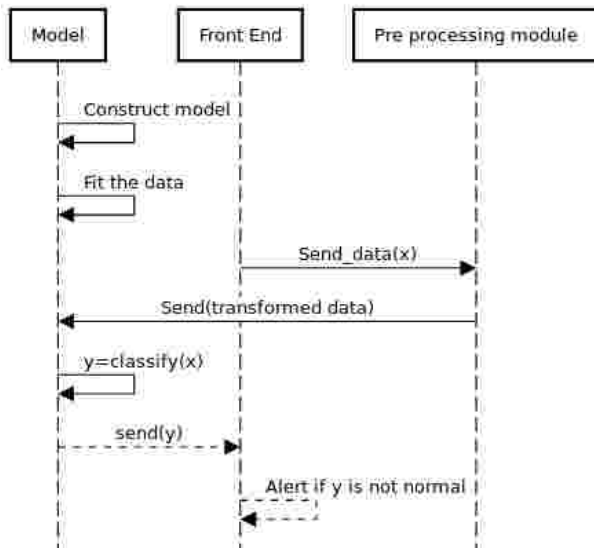 Model
Front End
Pre processing module
Construct model
Fit the data
Send_data(x)
Send(transformed data)
y=classify(x)
send(y)
Alert if y is not normal